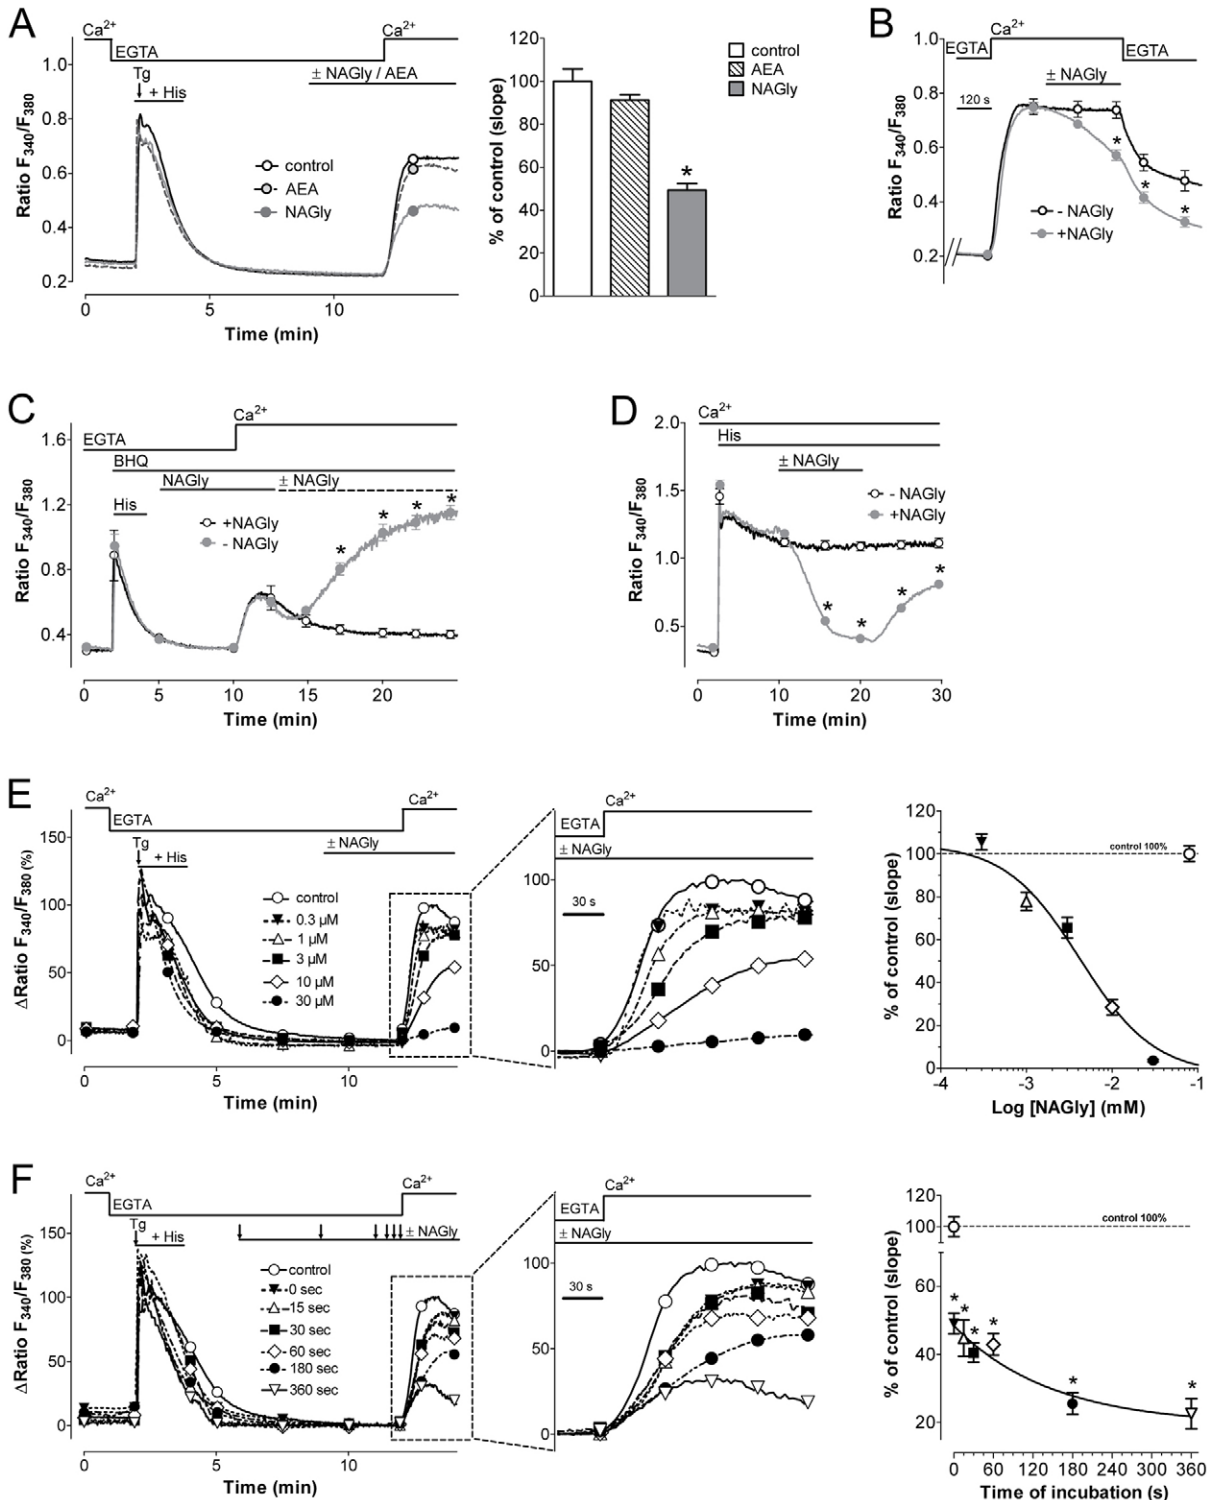 A
Ca²⁺
EGTA
Ca²⁺
Tg
+ His
± NAGly / AEA
Ratio F₃₄₀/F₃₈₀
1.0
0.8
0.6
0.4
0.2
control
AEA
NAGly
0 5 10
Time (min)
% of control (slope)
120
100
80
60
40
20
0
*
control
AEA
NAGly
B
Ca²⁺
EGTA
EGTA
± NAGly
120 s
Ratio F₃₄₀/F₃₈₀
1.0
0.8
0.6
0.4
0.2
* * *
- NAGly
+NAGly
C
Ca²⁺
EGTA
BHQ
NAGly
± NAGly
His
Ratio F₃₄₀/F₃₈₀
1.6
1.2
0.8
0.4
+NAGly
- NAGly
* * * * *
0 5 10 15 20
Time (min)
D
Ca²⁺
His
± NAGly
Ratio F₃₄₀/F₃₈₀
2.0
1.5
1.0
0.5
- NAGly
+NAGly
* * * *
0 10 20 30
Time (min)
E
Ca²⁺
EGTA
Ca²⁺
Tg
+ His
± NAGly
ΔRatio F₃₄₀/F₃₈₀ (%)
150
100
50
0
control
0.3 µM
1 µM
3 µM
10 µM
30 µM
0 5 10
Time (min)
Ca²⁺
EGTA
± NAGly
30 s
100
50
0
% of control (slope)
120
100
80
60
40
20
0
control 100%
-4 -3 -2 -1
Log [NAGly] (mM)
F
Ca²⁺
EGTA
Ca²⁺
Tg
+ His
± NAGly
ΔRatio F₃₄₀/F₃₈₀ (%)
150
100
50
0
control
0 sec
15 sec
30 sec
60 sec
180 sec
360 sec
0 5 10
Time (min)
Ca²⁺
EGTA
± NAGly
30 s
100
50
0
% of control (slope)
120
100
60
40
20
control 100%
* * * * * *
0 60 120 180 240 300 360
Time of incubation (s)